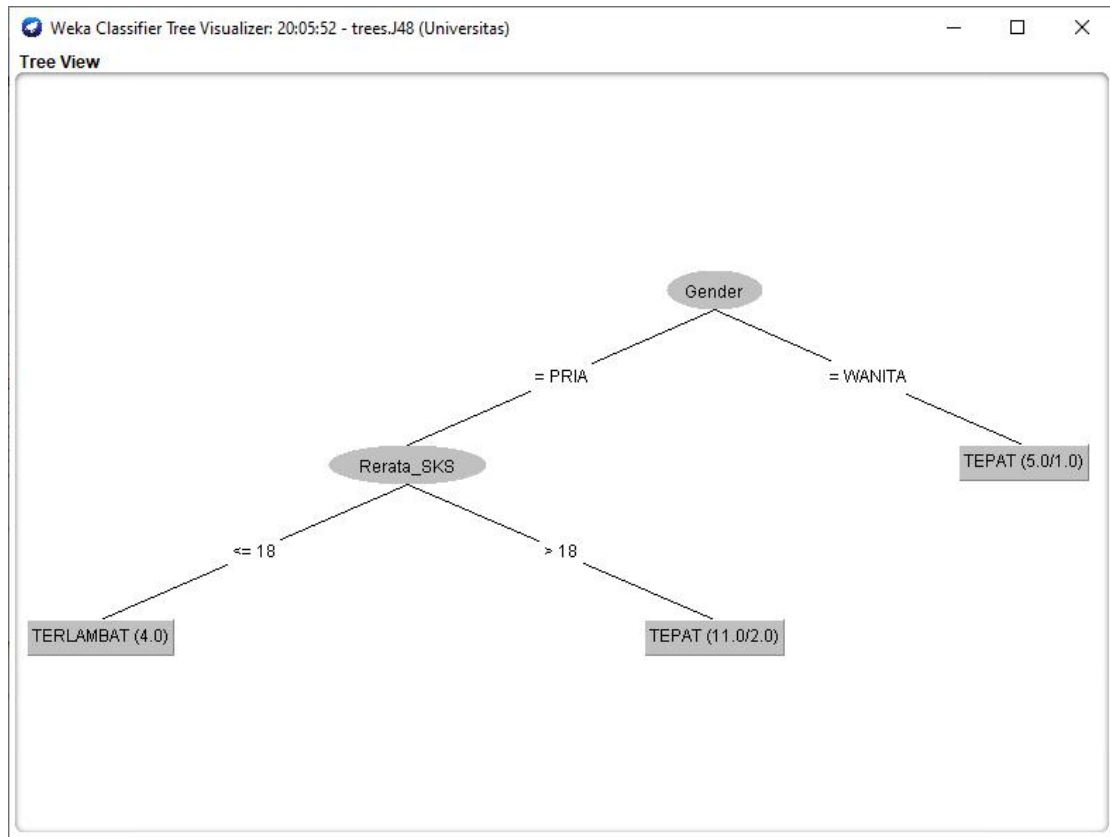 Weka Classifier Tree Visualizer: 20:05:52 - trees.J48 (Universitas)
Tree View
Gender
= PRIA
= WANITA
Rerata_SKS
TEPAT (5.0/1.0)
<= 18
> 18
TERLAMBAT (4.0)
TEPAT (11.0/2.0)